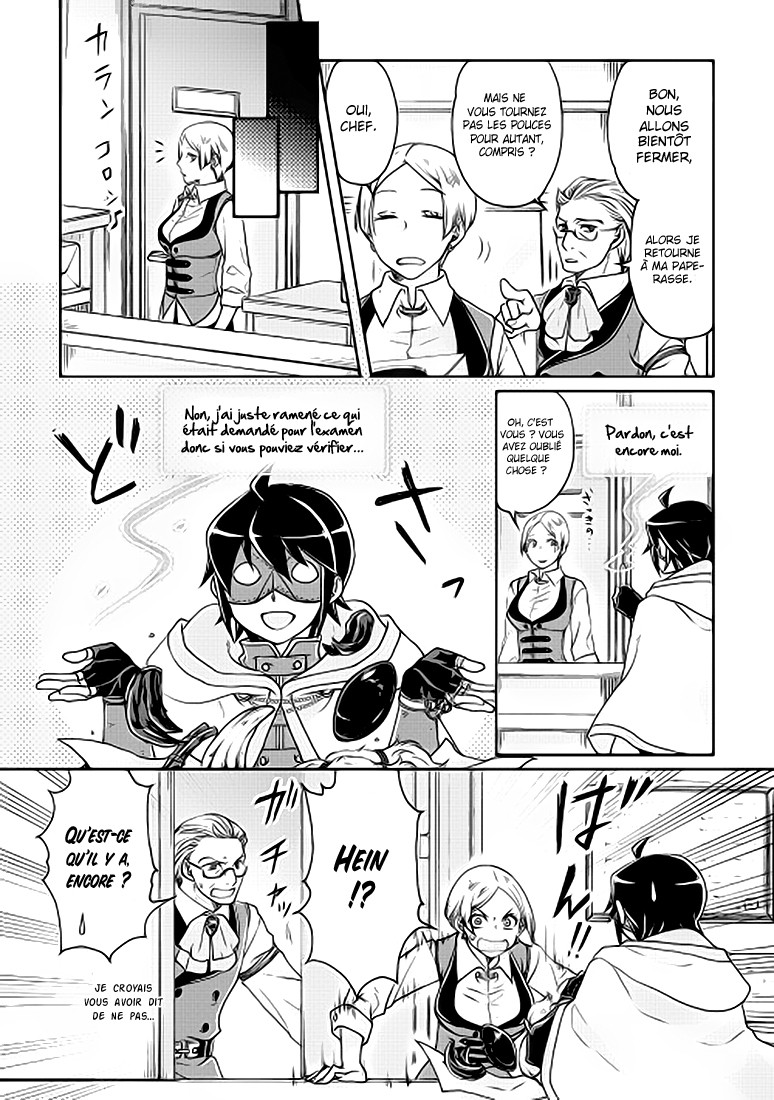 BON,
NOUS
ALLONS
BIENTÔT
FERMER,
ALORS JE
RETOURNE
À MA PAPE-
RASSE.
MAIS NE
VOUS TOURNEZ
PAS LES POUCES
POUR AUTANT,
COMPRIS ?
OUI,
CHEF.
カラン
コロン
Pardon, c'est
encore moi.
OH, C'EST
VOUS ? VOUS
AVEZ OUBLIÉ
QUELQUE
CHOSE ?
Non, j'ai juste ramené ce qui
était demandé pour l'examen
donc si vous pouviez vérifier...
ドサッ
ばん!!
HEIN
!?
ガチャ
QU'EST-CE
QU'IL Y A,
ENCORE ?
JE CROYAIS
VOUS AVOIR DIT
DE NE PAS...